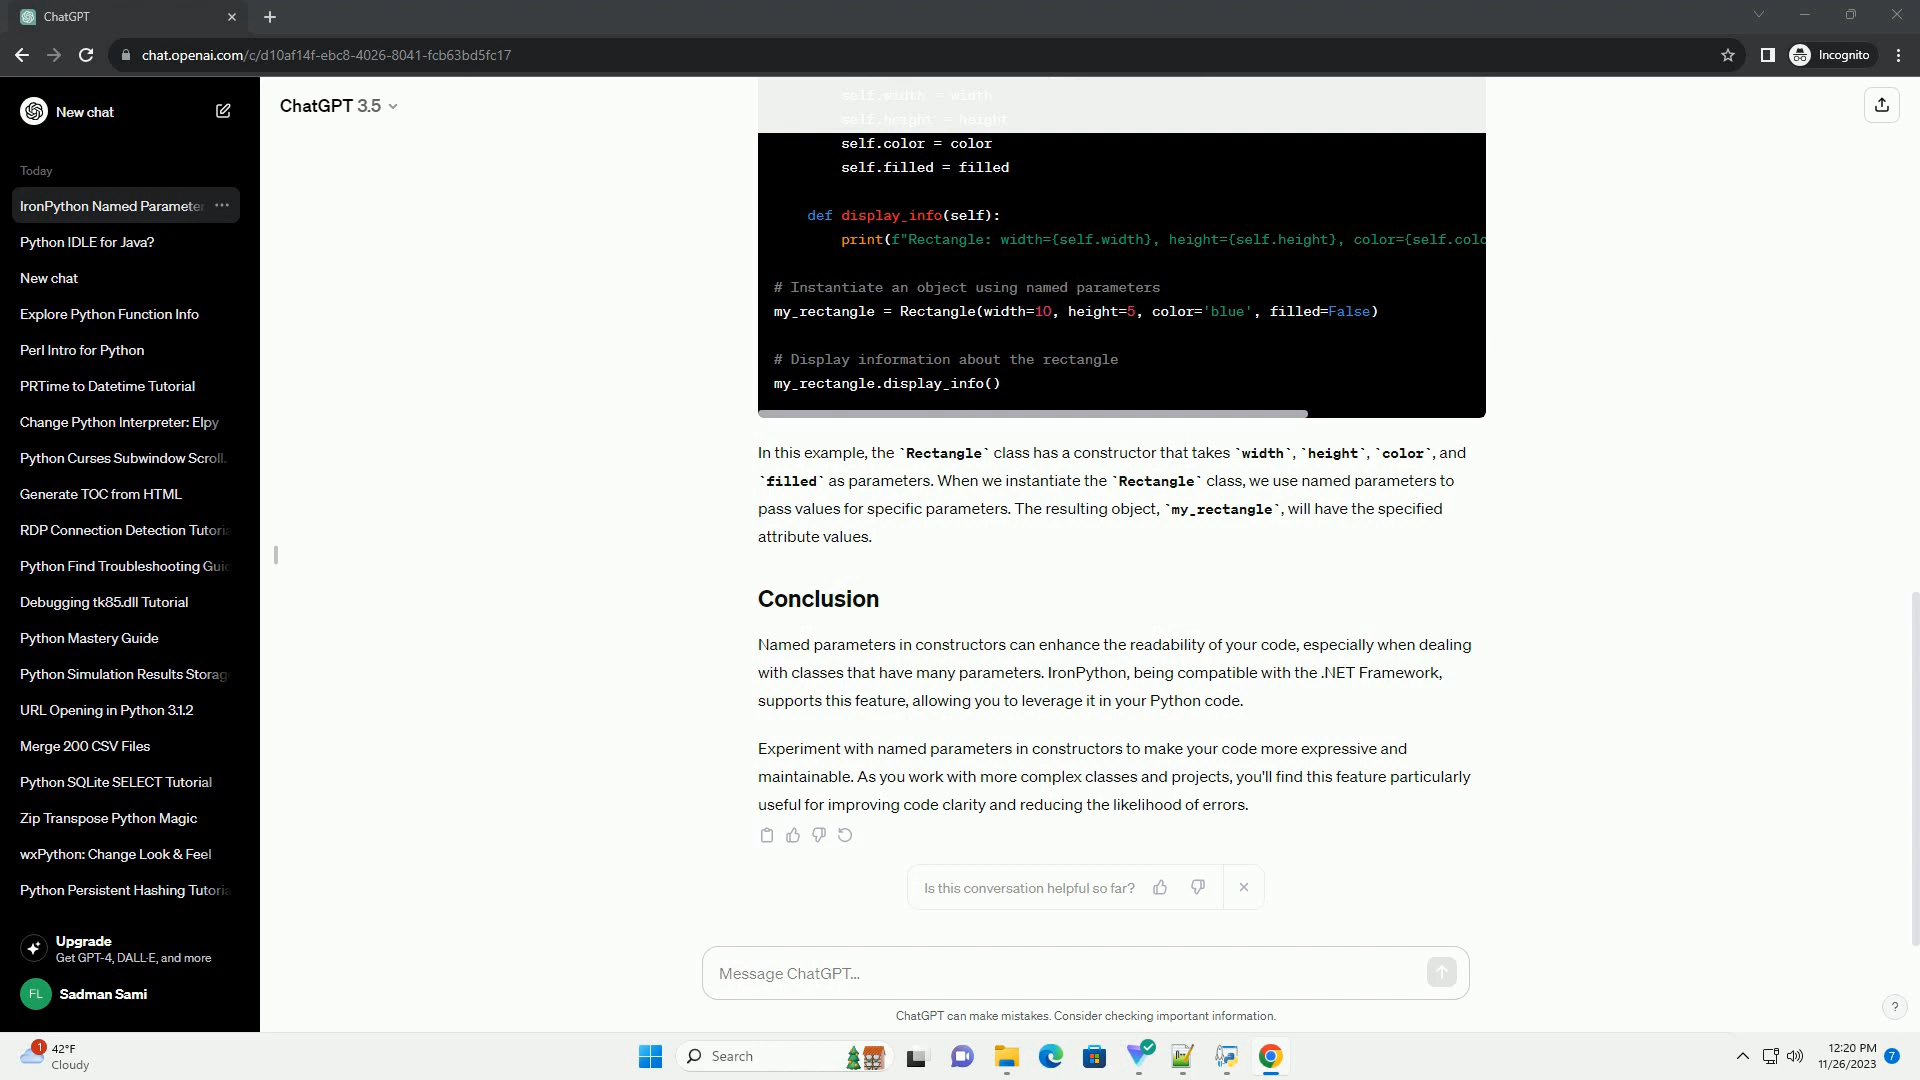 ChatGPT
chat.openai.com/c/d10af14f-ebc8-4026-8041-fcb63bd5fc17
Incognito
New chat
Today
IronPython Named Parameter
Python IDLE for Java?
New chat
Explore Python Function Info
Perl Intro for Python
PRTime to Datetime Tutorial
Change Python Interpreter: Elpy
Python Curses Subwindow Scroll.
Generate TOC from HTML
RDP Connection Detection Tutoria
Python Find Troubleshooting Guid
Debugging tk85.dll Tutorial
Python Mastery Guide
Python Simulation Results Storag
URL Opening in Python 3.1.2
Merge 200 CSV Files
Python SQLite SELECT Tutorial
Zip Transpose Python Magic
wxPython: Change Look & Feel
Python Persistent Hashing Tutoria
Upgrade
Get GPT-4, DALL·E, and more
FL Sadman Sami
ChatGPT 3.5
self.width = width
self.height = height
self.color = color
self.filled = filled
def display_info(self):
print(f"Rectangle: width={self.width}, height={self.height}, color={self.colo
# Instantiate an object using named parameters
my_rectangle = Rectangle(width=10, height=5, color='blue', filled=False)
# Display information about the rectangle
my_rectangle.display_info()
In this example, the `Rectangle` class has a constructor that takes `width`, `height`, `color`, and
`filled` as parameters. When we instantiate the `Rectangle` class, we use named parameters to
pass values for specific parameters. The resulting object, `my_rectangle`, will have the specified
attribute values.
Conclusion
Named parameters in constructors can enhance the readability of your code, especially when dealing
with classes that have many parameters. IronPython, being compatible with the .NET Framework,
supports this feature, allowing you to leverage it in your Python code.
Experiment with named parameters in constructors to make your code more expressive and
maintainable. As you work with more complex classes and projects, you'll find this feature particularly
useful for improving code clarity and reducing the likelihood of errors.
Is this conversation helpful so far?
Message ChatGPT...
ChatGPT can make mistakes. Consider checking important information.
?
1
42°F
Cloudy
Search
12:20 PM
11/26/2023
7